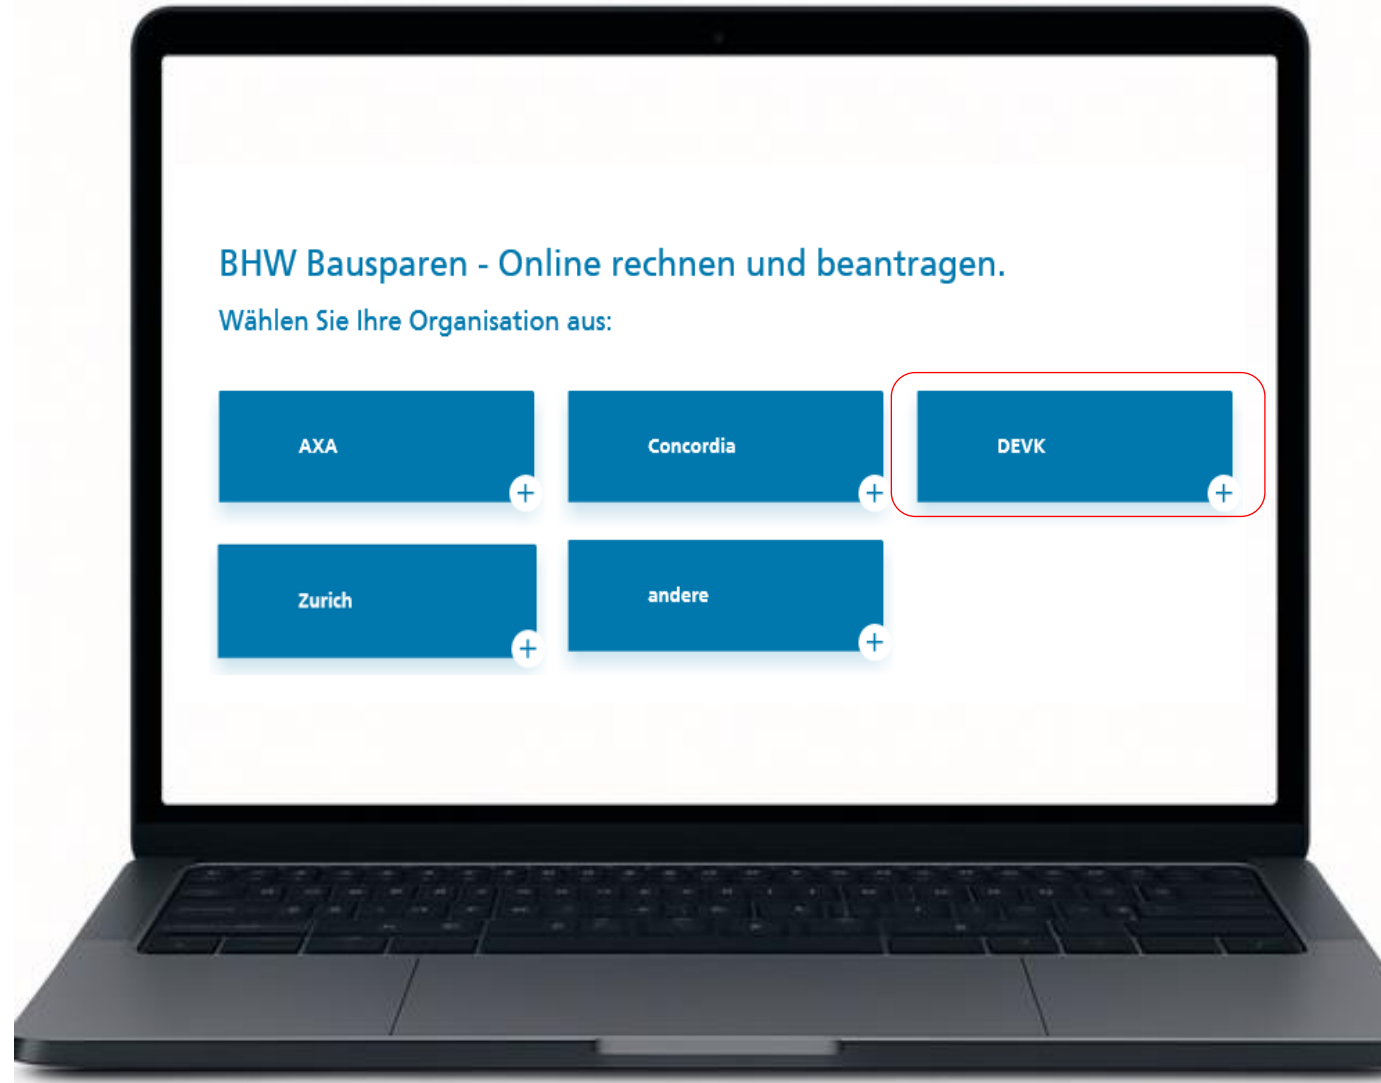 BHW Bausparen - Online rechnen und beantragen.
Wählen Sie Ihre Organisation aus:
AXA
Concordia
DEVK
Zurich
andere